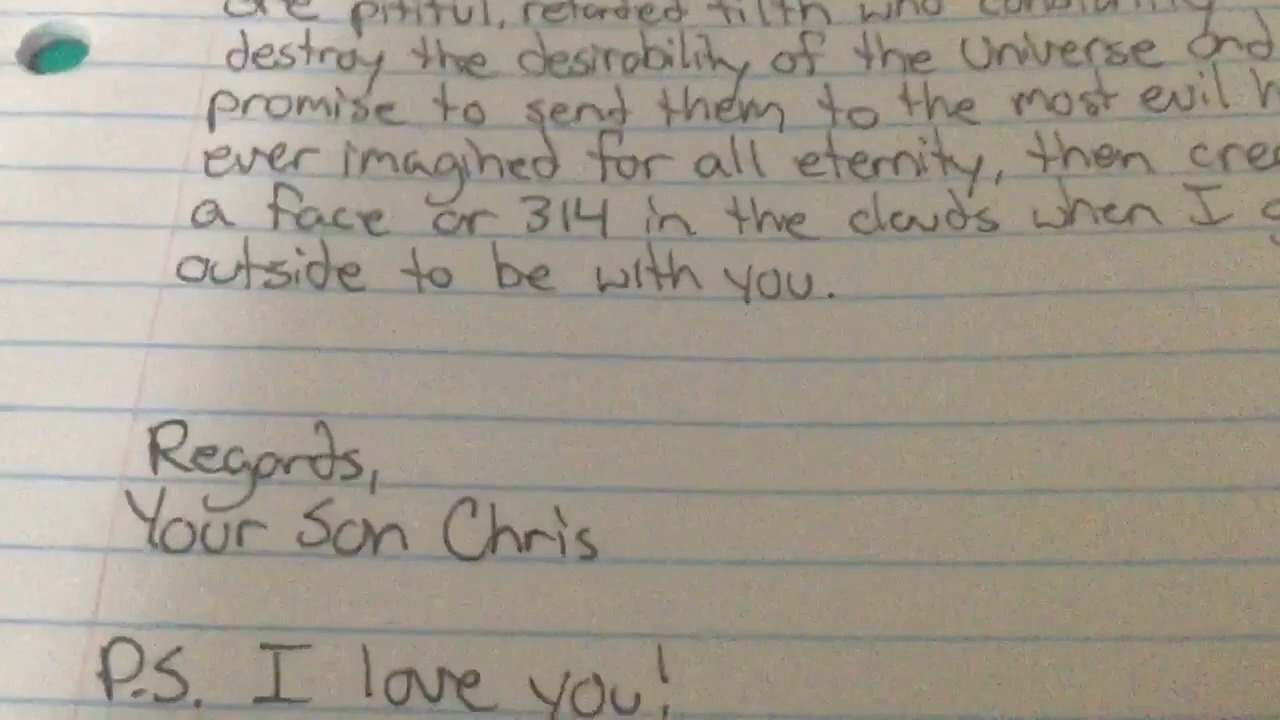 are pitiful, retarded filth who constantly
destroy the desirability of the Universe and
promise to send them to the most evil
ever imagined for all eternity, then
a face or 314 in the clouds when I
outside to be with you.
Regards,
Your Son Chris
P.S. I love you!